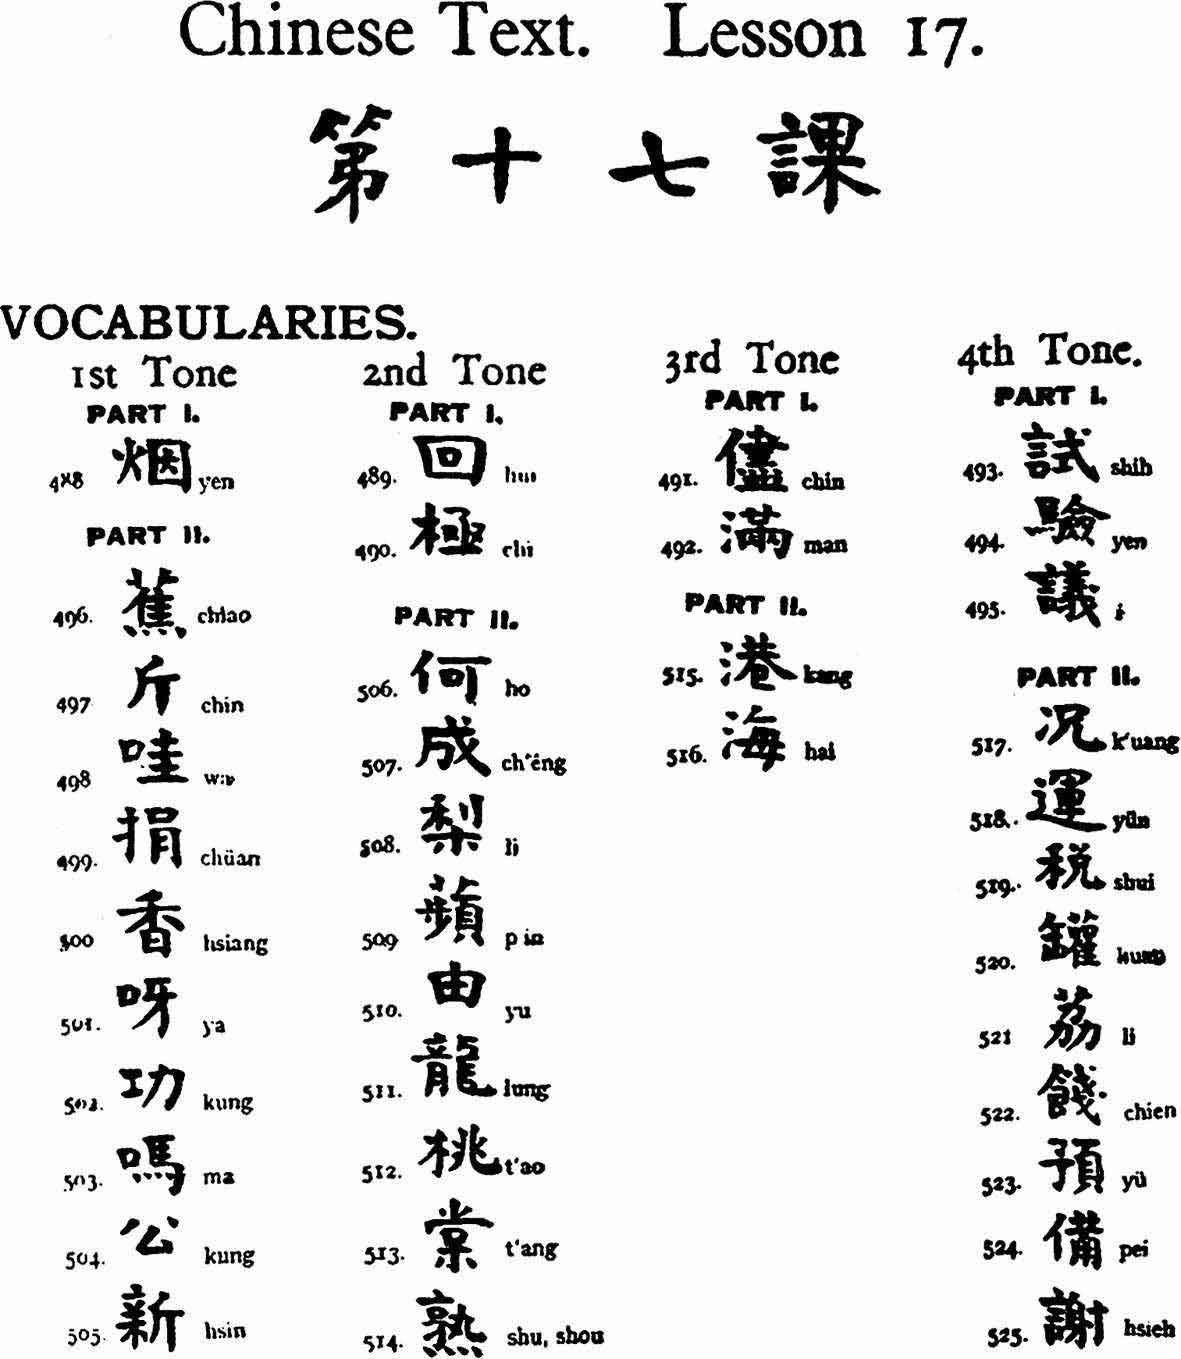 Chinese Text. Lesson 17.
第十七課
VOCABULARIES.
1st Tone
PART I.
488 烟 yen
PART II.
496. 蕉 chiao
497 斤 chin
498 哇
499. 捐 chüan
500 香 hsiang
501. 呀 ya
502. 功 kung
503. 嗎 ma
504. 公 kung
505. 新 hsin
2nd Tone
PART I.
489. 回 hui
490. 極 chi
PART II.
506. 何 ho
507. 成 ch'êng
508. 梨 li
509 蘋 pin
510. 由 yu
511. 龍 lung
512. 桃 t'ao
513. 棠 t'ang
514. 熟 shu, shou
3rd Tone
PART I.
491. 儘 chin
492. 滿 man
PART II.
515. 港 kang
516. 海 hai
4th Tone.
PART I.
493. 試 shih
494. 驗 yen
495. 議 i
PART II.
517. 况 k'uang
518. 運 yün
519. 税 shui
520. 罐
521 荔 li
522. 餞 chien
523. 預 yü
524. 備 pei
525. 謝 hsieh